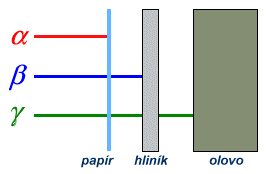 α
β
γ
papír hliník olovo